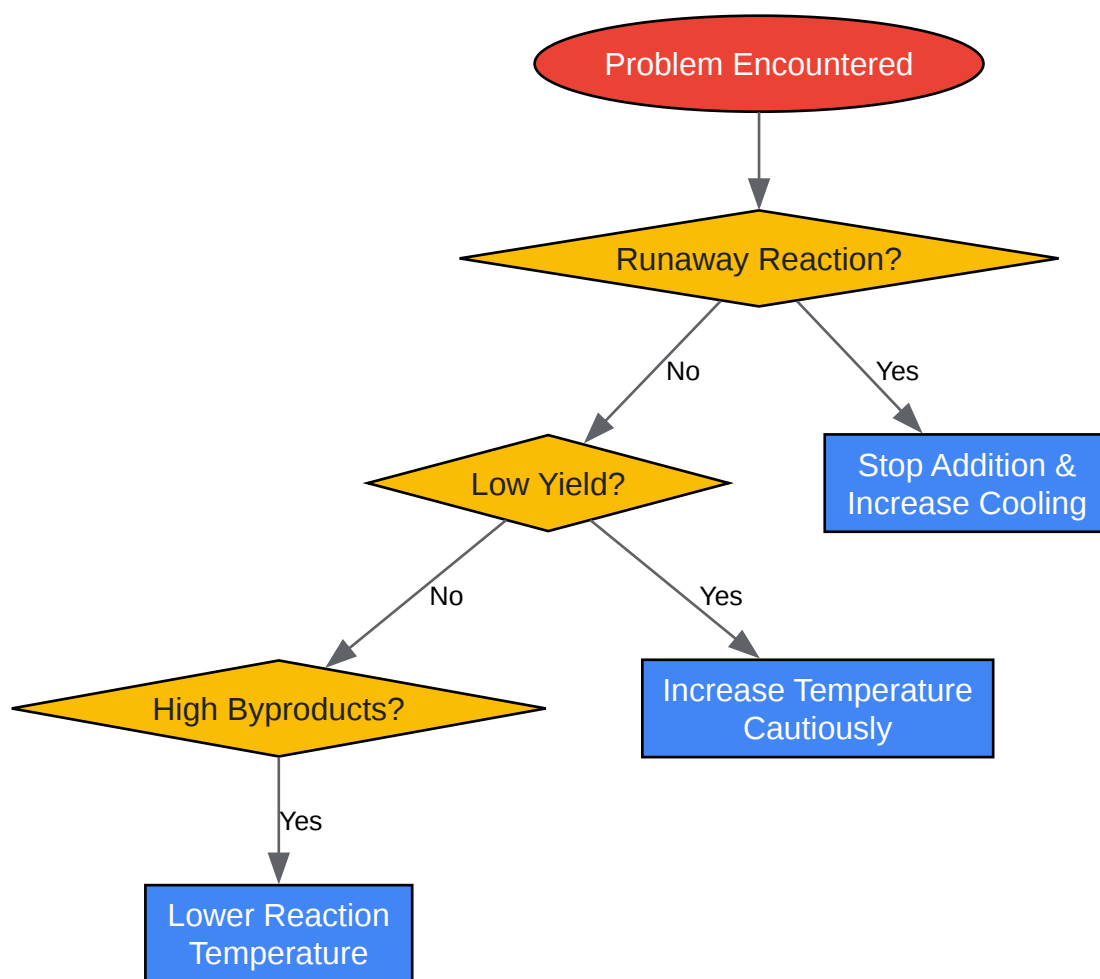 Problem Encountered
Runaway Reaction?
No
Yes
Low Yield?
Stop Addition &
Increase Cooling
No
Yes
High Byproducts?
Increase Temperature
Cautiously
Yes
Lower Reaction
Temperature